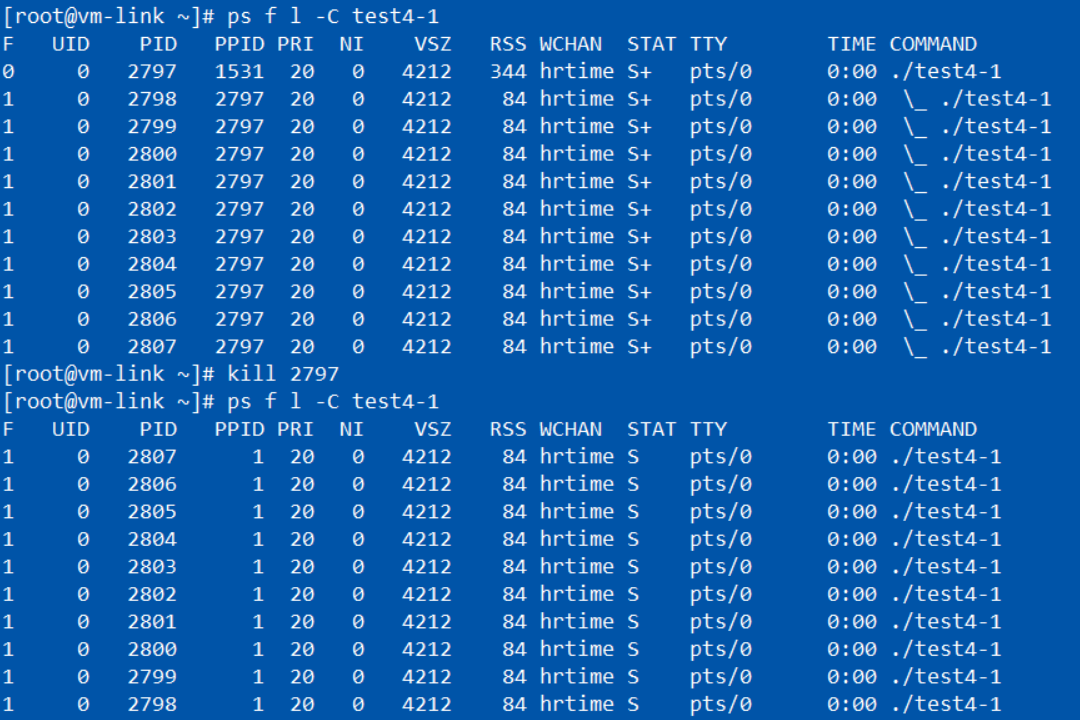 [root@vm-link ~]# ps f l -C test4-1
F   UID    PID   PPID PRI  NI    VSZ   RSS WCHAN  STAT TTY      TIME COMMAND
0     0   2797   1531  20   0   4212   344 hrtime S+   pts/0    0:00 ./test4-1
1     0   2798   2797  20   0   4212    84 hrtime S+   pts/0    0:00  \_ ./test4-1
1     0   2799   2797  20   0   4212    84 hrtime S+   pts/0    0:00  \_ ./test4-1
1     0   2800   2797  20   0   4212    84 hrtime S+   pts/0    0:00  \_ ./test4-1
1     0   2801   2797  20   0   4212    84 hrtime S+   pts/0    0:00  \_ ./test4-1
1     0   2802   2797  20   0   4212    84 hrtime S+   pts/0    0:00  \_ ./test4-1
1     0   2803   2797  20   0   4212    84 hrtime S+   pts/0    0:00  \_ ./test4-1
1     0   2804   2797  20   0   4212    84 hrtime S+   pts/0    0:00  \_ ./test4-1
1     0   2805   2797  20   0   4212    84 hrtime S+   pts/0    0:00  \_ ./test4-1
1     0   2806   2797  20   0   4212    84 hrtime S+   pts/0    0:00  \_ ./test4-1
1     0   2807   2797  20   0   4212    84 hrtime S+   pts/0    0:00  \_ ./test4-1
[root@vm-link ~]# kill 2797
[root@vm-link ~]# ps f l -C test4-1
F   UID    PID   PPID PRI  NI    VSZ   RSS WCHAN  STAT TTY      TIME COMMAND
1     0   2807      1  20   0   4212    84 hrtime S    pts/0    0:00 ./test4-1
1     0   2806      1  20   0   4212    84 hrtime S    pts/0    0:00 ./test4-1
1     0   2805      1  20   0   4212    84 hrtime S    pts/0    0:00 ./test4-1
1     0   2804      1  20   0   4212    84 hrtime S    pts/0    0:00 ./test4-1
1     0   2803      1  20   0   4212    84 hrtime S    pts/0    0:00 ./test4-1
1     0   2802      1  20   0   4212    84 hrtime S    pts/0    0:00 ./test4-1
1     0   2801      1  20   0   4212    84 hrtime S    pts/0    0:00 ./test4-1
1     0   2800      1  20   0   4212    84 hrtime S    pts/0    0:00 ./test4-1
1     0   2799      1  20   0   4212    84 hrtime S    pts/0    0:00 ./test4-1
1     0   2798      1  20   0   4212    84 hrtime S    pts/0    0:00 ./test4-1